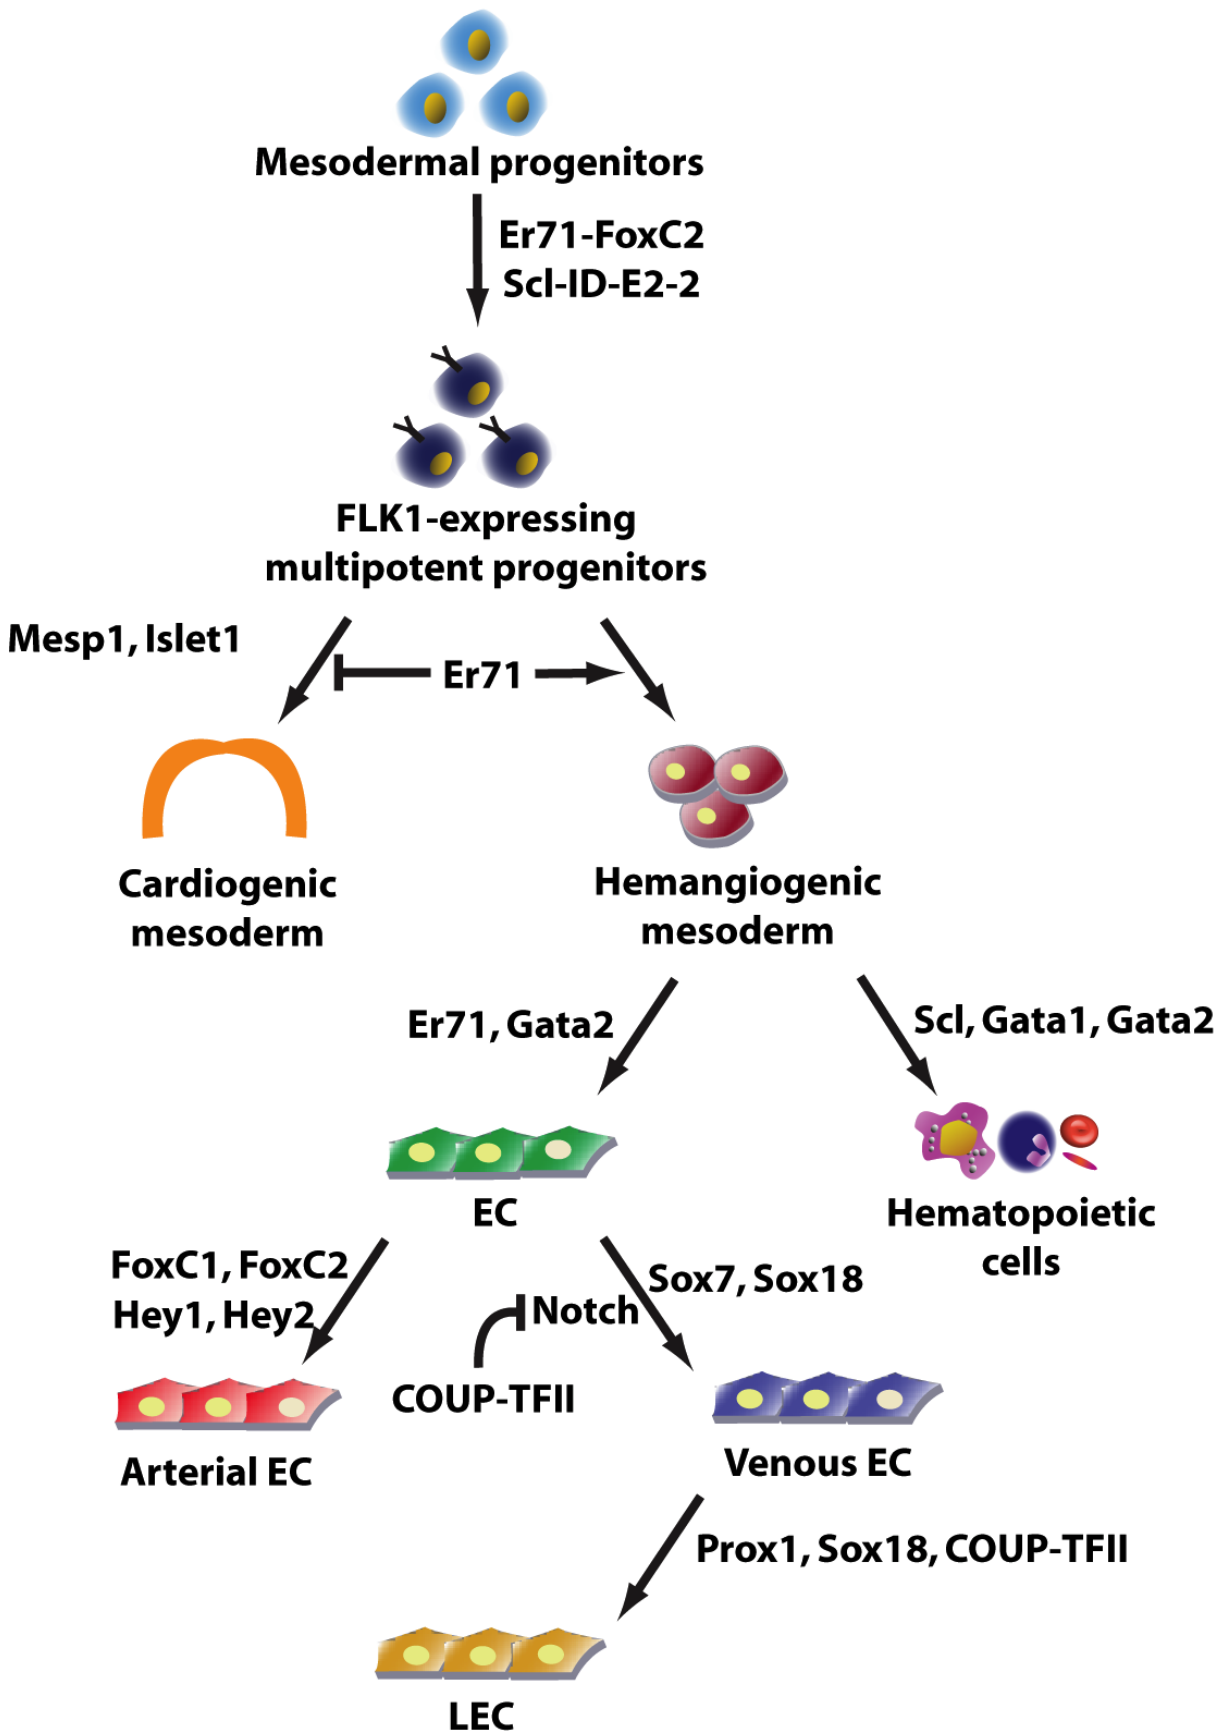 Mesodermal progenitors
Er71-FoxC2
Scl-ID-E2-2
FLK1-expressing
multipotent progenitors
Mesp1, Islet1
Er71
Cardiogenic
mesoderm
Hemangiogenic
mesoderm
Er71, Gata2
Scl, Gata1, Gata2
EC
Hematopoietic
cells
FoxC1, FoxC2
Hey1, Hey2
Sox7, Sox18
Notch
COUP-TFII
Arterial EC
Venous EC
Prox1, Sox18, COUP-TFII
LEC